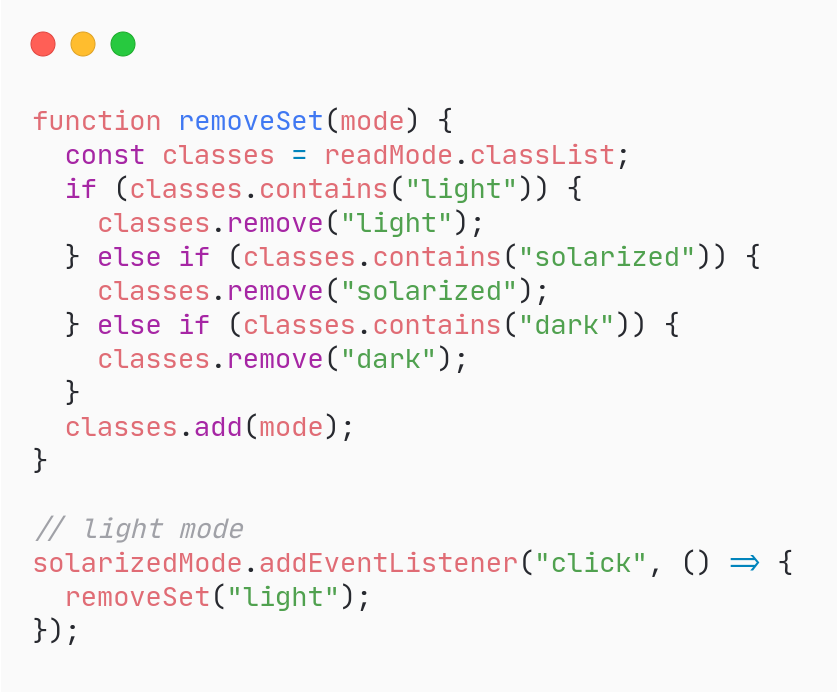 function removeSet(mode) {
  const classes = readMode.classList;
  if (classes.contains("light")) {
    classes.remove("light");
  } else if (classes.contains("solarized")) {
    classes.remove("solarized");
  } else if (classes.contains("dark")) {
    classes.remove("dark");
  }
  classes.add(mode);
}

// light mode
solarizedMode.addEventListener("click", () => {
  removeSet("light");
});